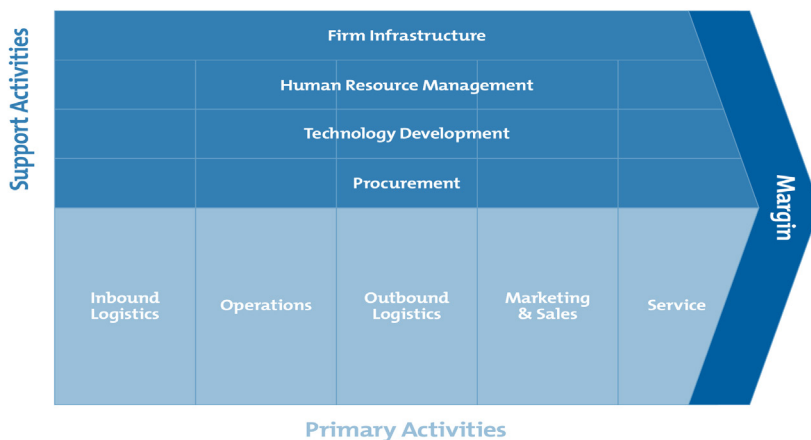 Support Activities
Firm Infrastructure
Human Resource Management
Technology Development
Procurement
Margin
Inbound
Logistics
Operations
Outbound
Logistics
Marketing
& Sales
Service
Primary Activities